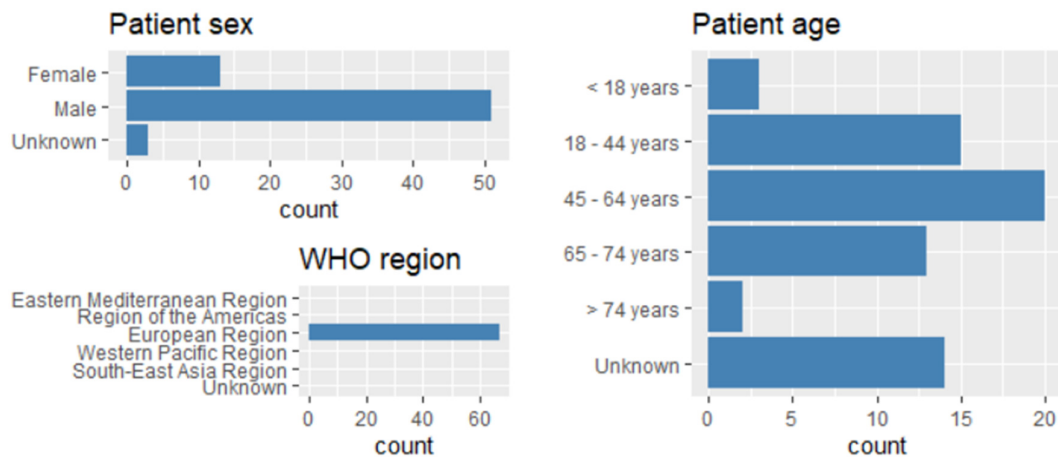 Patient sex
Female
Male
Unknown
0 10 20 30 40 50
count
WHO region
Eastern Mediterranean Region
Region of the Americas
European Region
Western Pacific Region
South-East Asia Region
Unknown
0 20 40 60
count
Patient age
< 18 years
18 - 44 years
45 - 64 years
65 - 74 years
> 74 years
Unknown
0 5 10 15 20
count